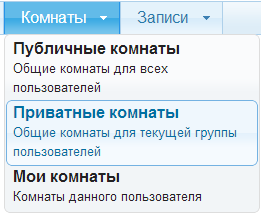 Комнаты Записи
Публичные комнаты
Общие комнаты для всех
пользователей
Приватные комнаты
Общие комнаты для текущей группы
пользователей
Мои комнаты
Комнаты данного пользователя